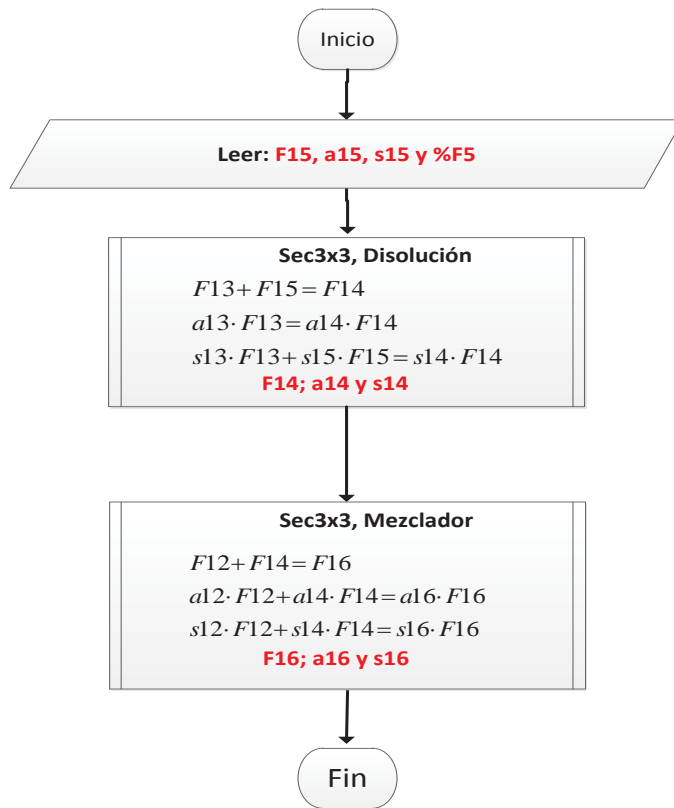 Inicio
Leer: F15, a15, s15 y %F5
Sec3x3, Disolución
F13+ F15 = F14
a13· F13 = a14· F14
s13· F13+ s15· F15 = s14· F14
F14; a14 y s14
Sec3x3, Mezclador
F12+ F14 = F16
a12· F12+ a14· F14 = a16· F16
s12· F12+ s14· F14 = s16· F16
F16; a16 y s16
Fin